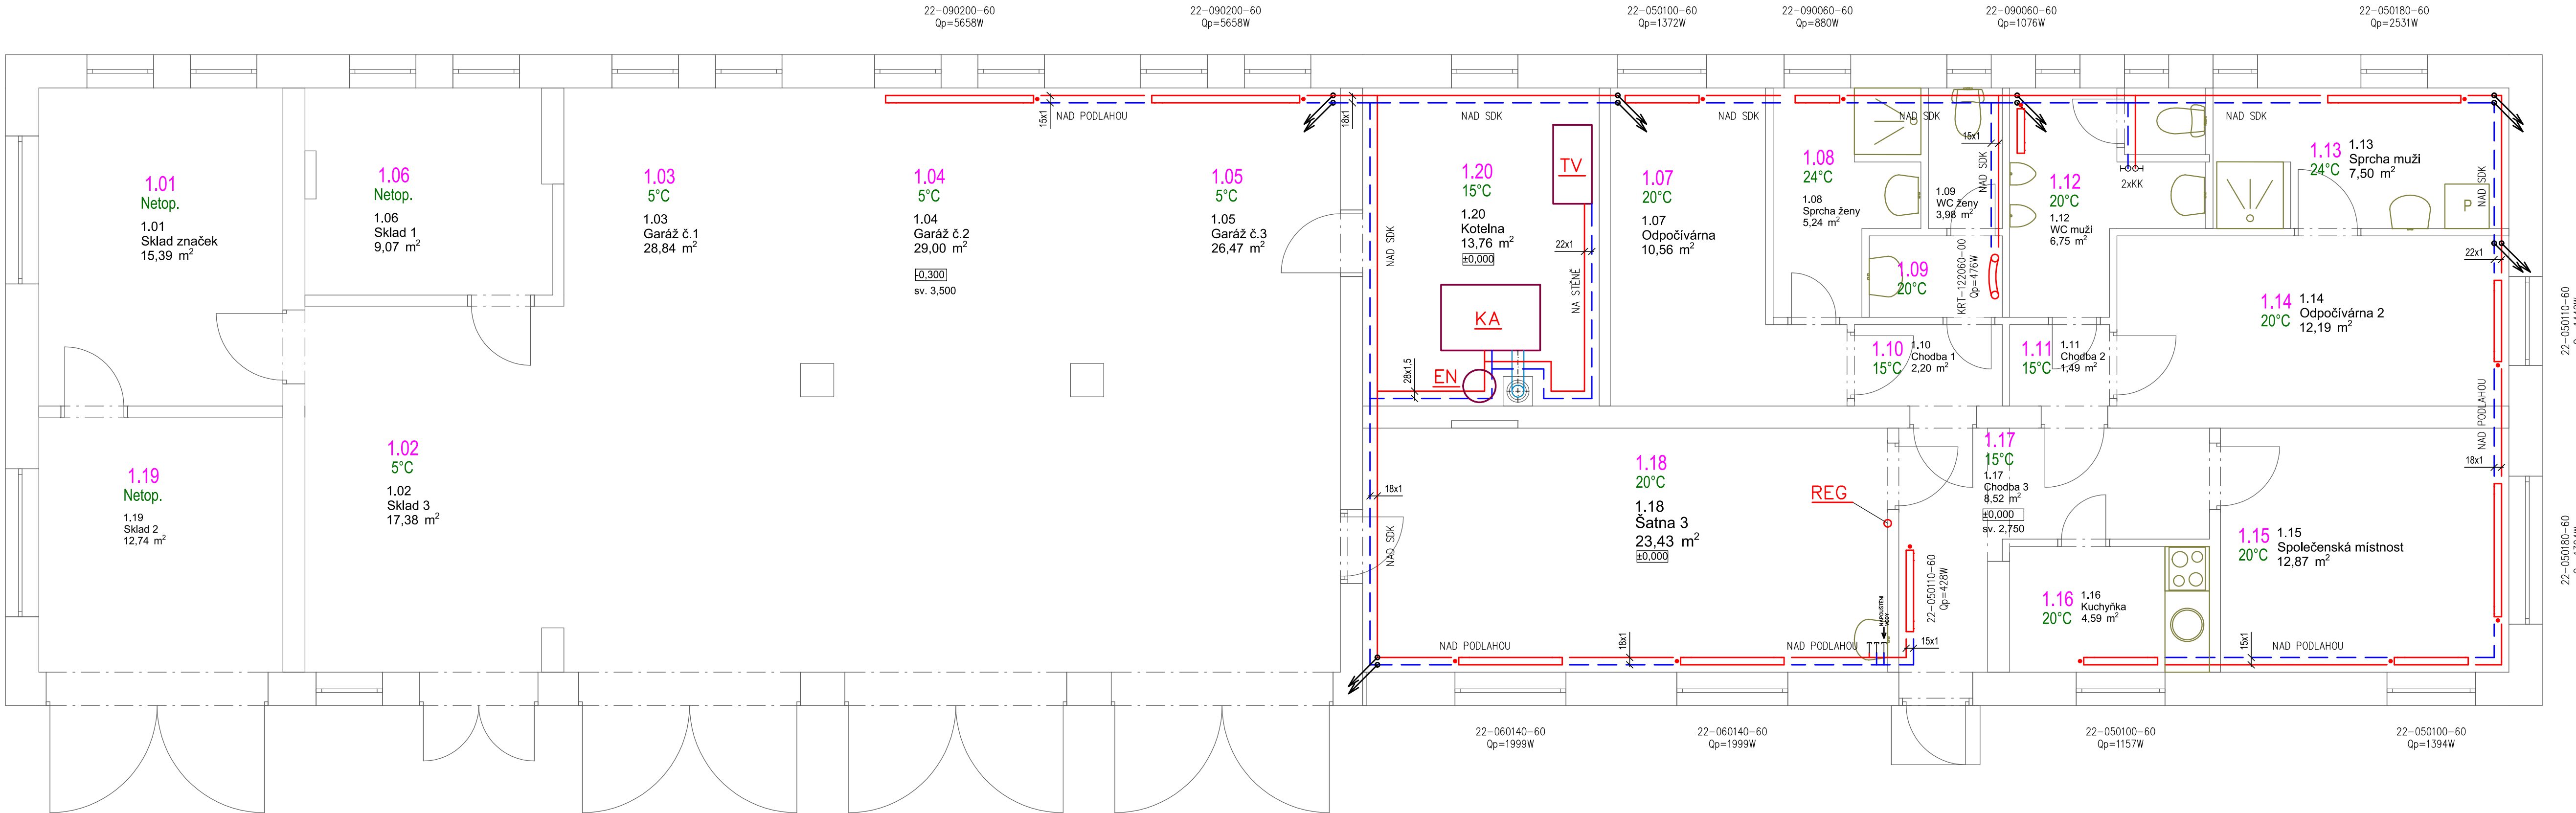 22-090200-60
Qp=5658W
22-090200-60
Qp=5658W
22-050100-60
Qp=1372W
22-090060-60
Qp=880W
22-090060-60
Qp=1076W
22-050180-60
Qp=2531W
15x1
NAD PODLAHOU
18x1
NAD SDK
NAD SDK
NAD SDK
NAD SDK
1.01
Netop.
1.01
Sklad značek
15,39 m²
1.06
Netop.
1.06
Sklad 1
9,07 m²
1.03
5°C
1.03
Garáž č.1
28,84 m²
1.04
5°C
1.04
Garáž č.2
29,00 m²
-0,300
sv. 3,500
1.05
5°C
1.05
Garáž č.3
26,47 m²
NAD SDK
1.20
15°C
1.20
Kotelna
13,76 m²
±0,000
TV
22x1
NA STĚNĚ
KA
EN
28x1,5
1.07
20°C
1.07
Odpočívárna
10,56 m²
1.08
24°C
1.08
Sprcha ženy
5,24 m²
15x1
NAD SDK
1.09
WC ženy
3,98 m²
1.09
20°C
KRT-122060-00
Qp=476W
1.12
20°C
1.12
WC muži
6,75 m²
2xKK
1.13
24°C
1.13
Sprcha muži
7,50 m²
P
NAD SDK
22x1
1.14
20°C
1.14
Odpočívárna 2
12,19 m²
22-050110-60
1.10
15°C
1.10
Chodba 1
2,20 m²
1.11
15°C
1.11
Chodba 2
1,49 m²
NAD PODLAHOU
18x1
1.19
Netop.
1.19
Sklad 2
12,74 m²
1.02
5°C
1.02
Sklad 3
17,38 m²
18x1
NAD SDK
1.18
20°C
1.18
Šatna 3
23,43 m²
±0,000
REG
1.17
15°C
1.17
Chodba 3
8,52 m²
±0,000
sv. 2,750
22-050110-60
Qp=428W
1.16
20°C
1.16
Kuchyňka
4,59 m²
1.15
20°C
1.15
Společenská místnost
12,87 m²
22-050180-60
NAD PODLAHOU
18x1
NAD PODLAHOU
15x1
15x1
NAD PODLAHOU
22-060140-60
Qp=1999W
22-060140-60
Qp=1999W
22-050100-60
Qp=1157W
22-050100-60
Qp=1394W